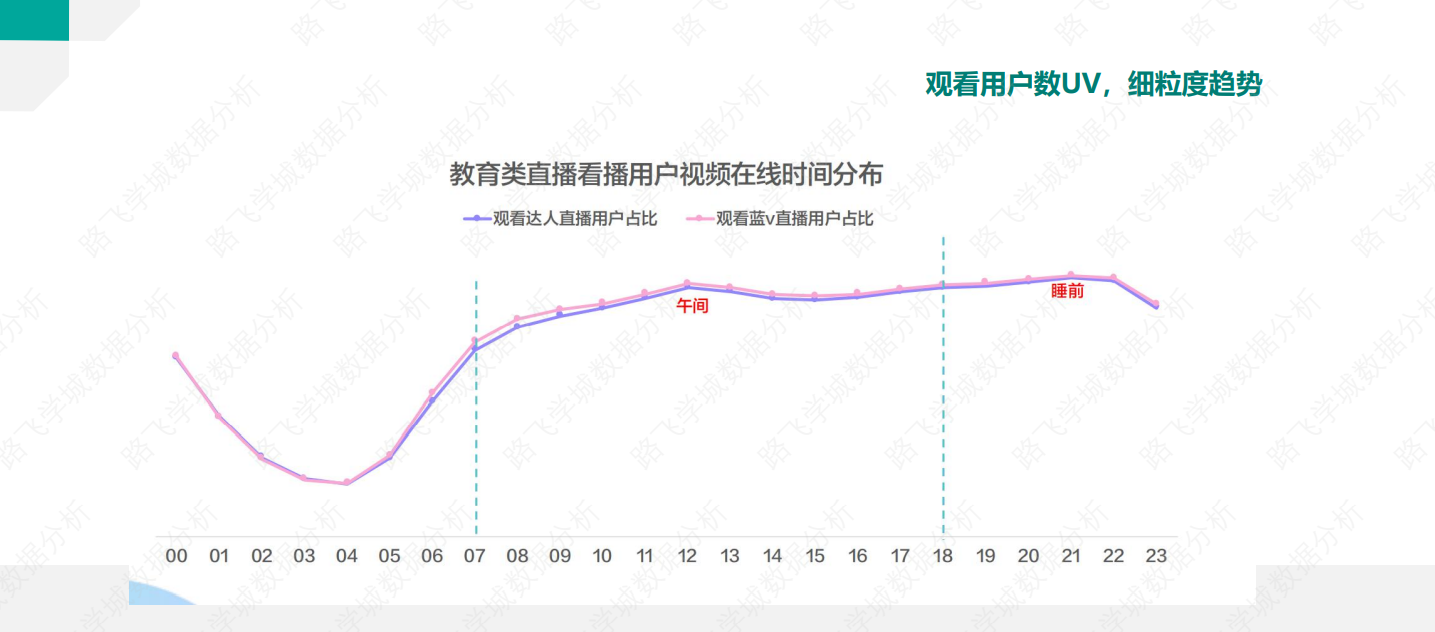 观看用户数UV，细粒度趋势
教育类直播看播用户视频在线时间分布
观看达人直播用户占比 观看蓝v直播用户占比
午间
睡前
00 01 02 03 04 05 06 07 08 09 10 11 12 13 14 15 16 17 18 19 20 21 22 23
路飞学城数据分析